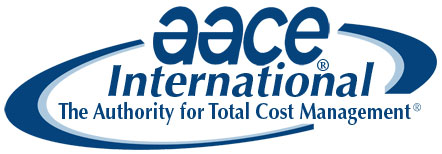 aace
International®
The Authority for Total Cost Management®